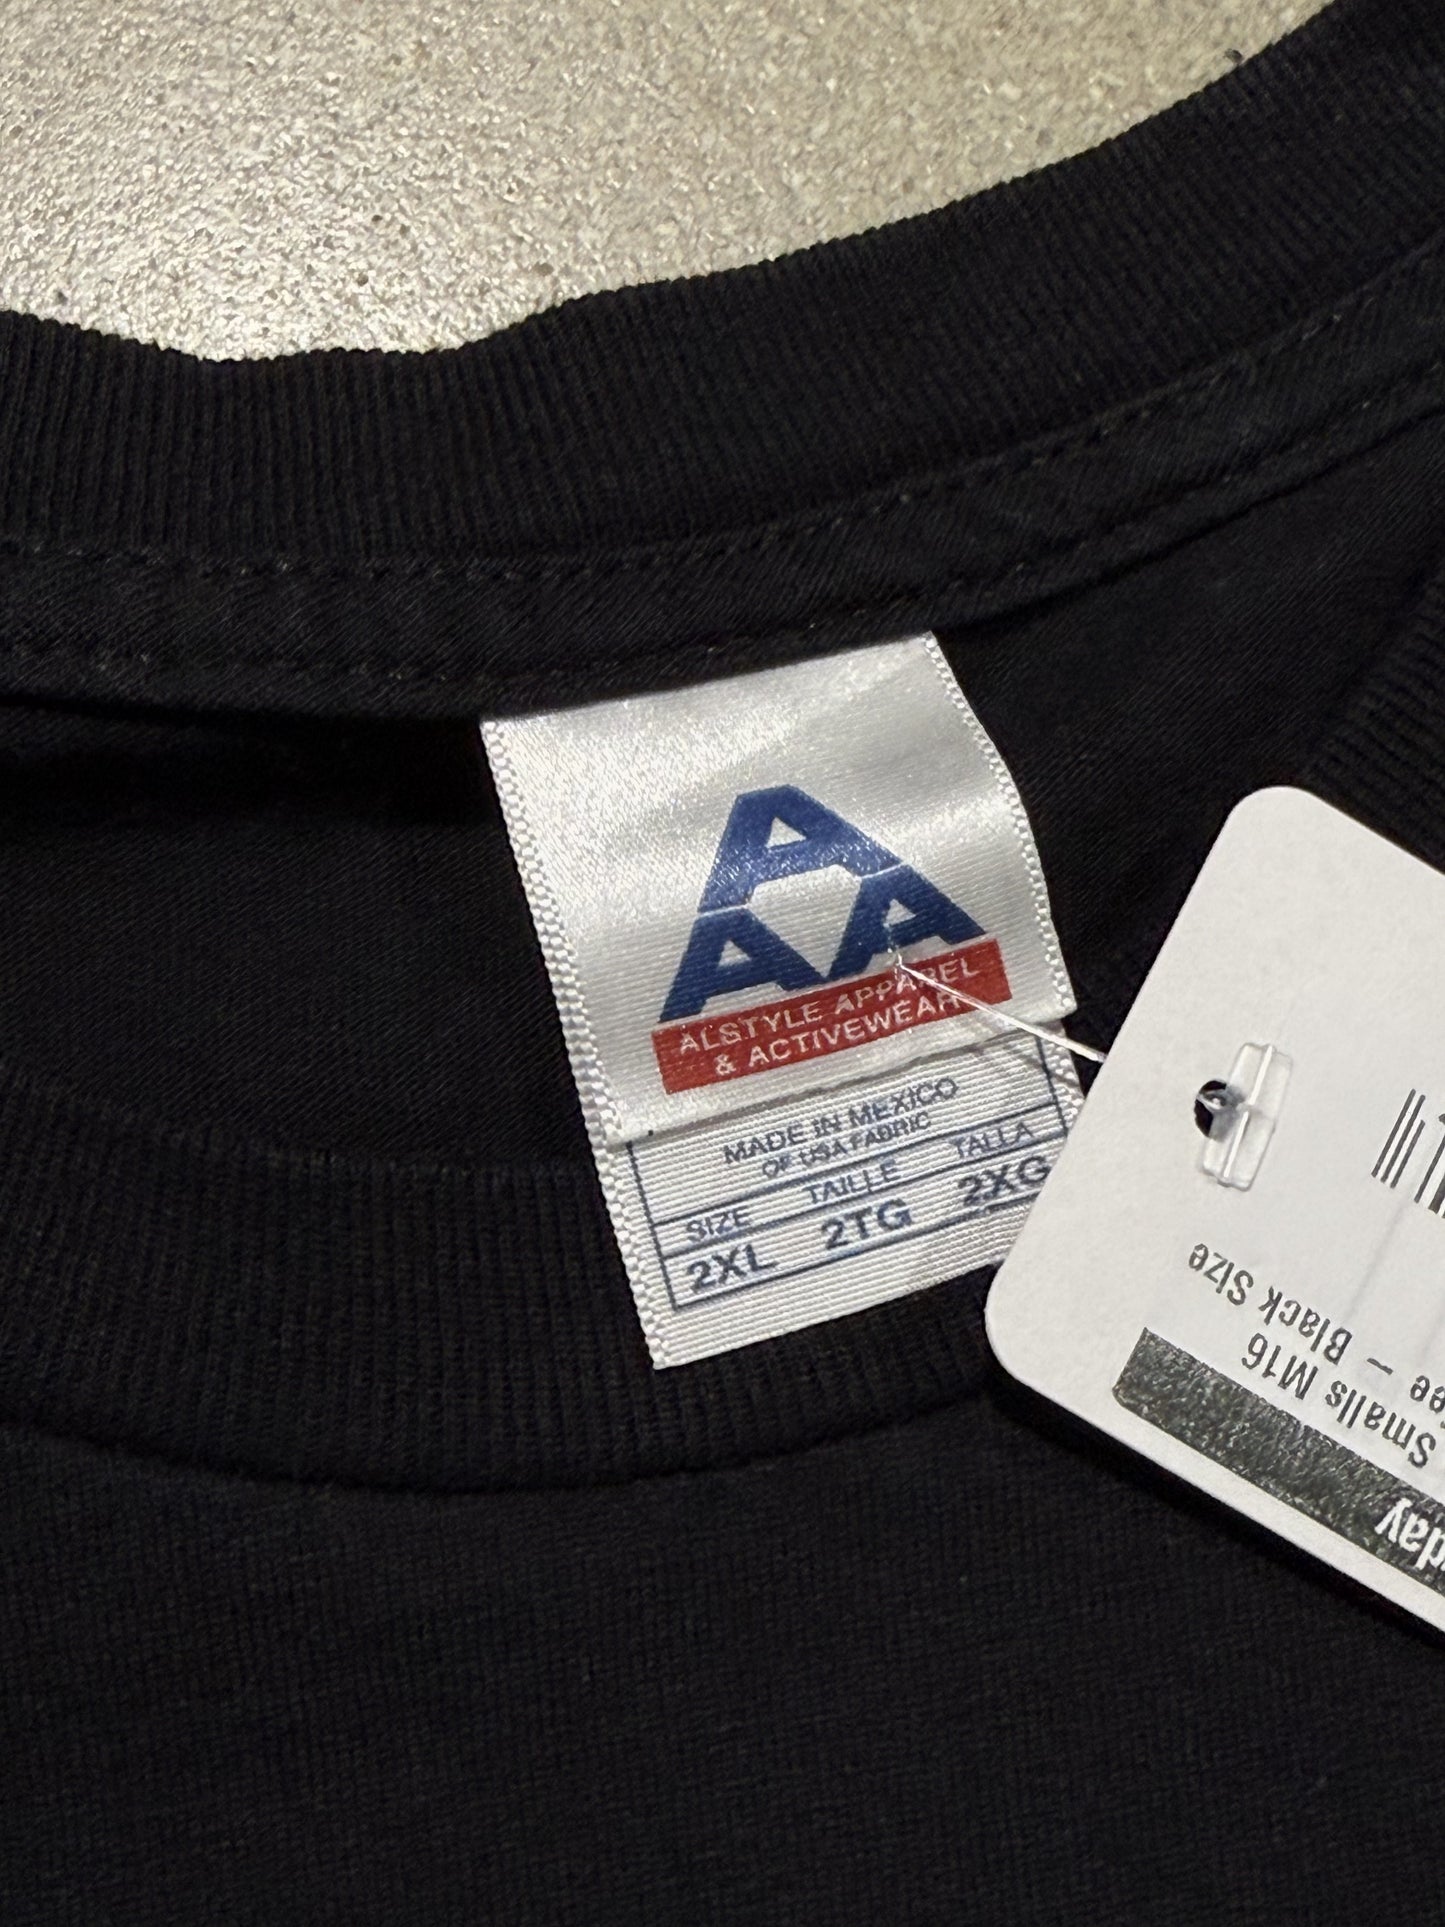 AAA
ALSTYLE APPAREL
& ACTIVEWEAR
MADE IN MEXICO
OF USA FABRIC
SIZE TAILLE TALLA
2XL 2TG 2XG
Smalls M16
– Black Size